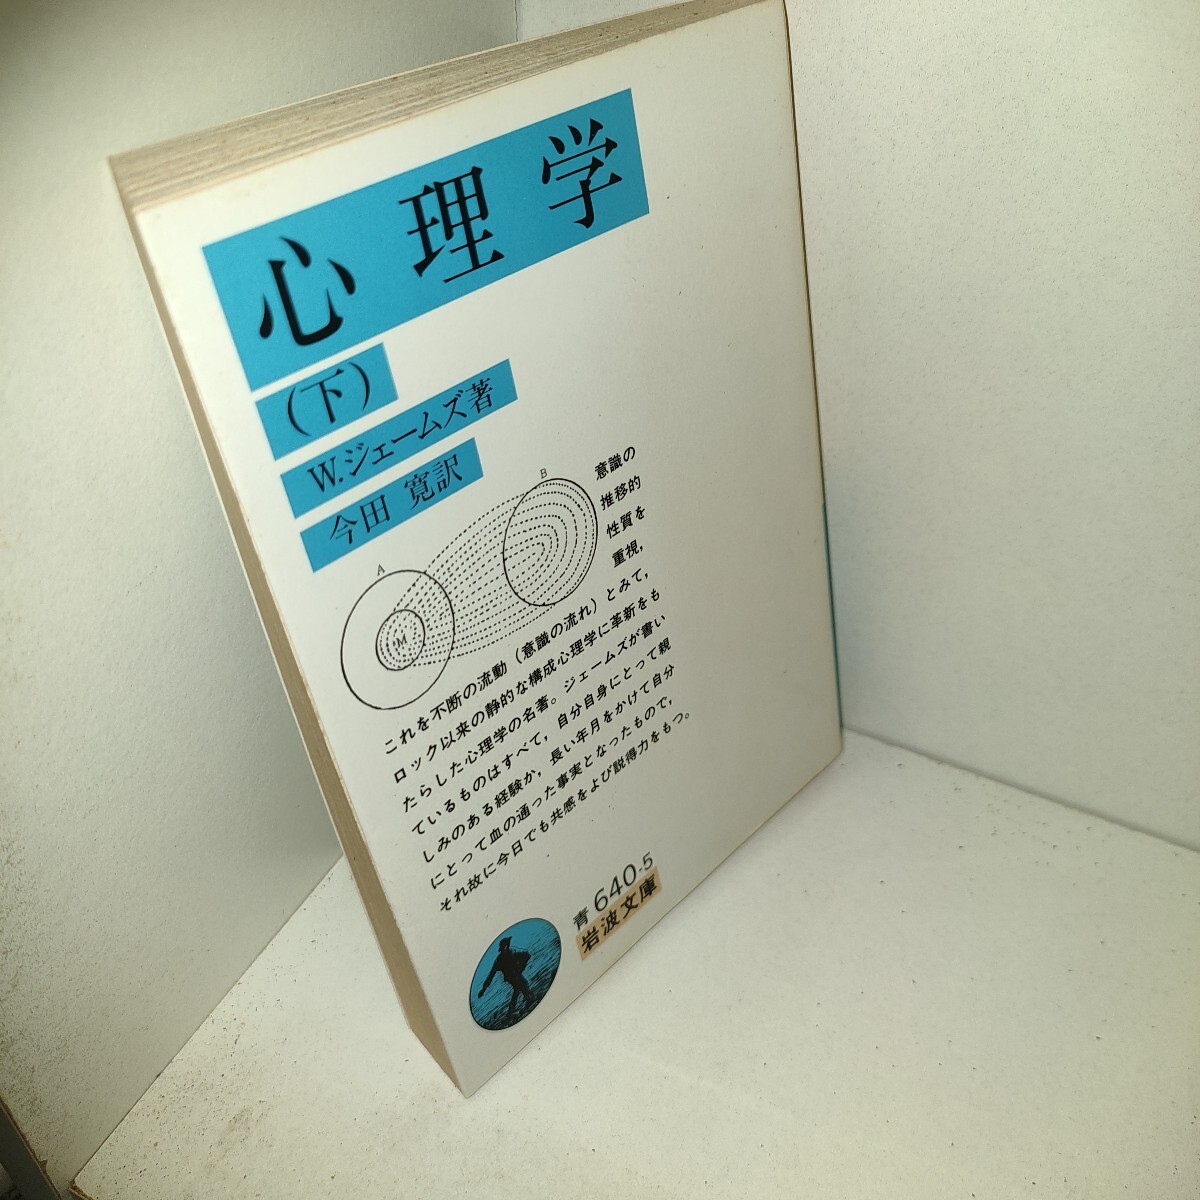 心理学
(下)
W.ジェームズ著
今田 寛訳
A
B
M
意識の
推移的
性質を
重視,
これを不断の流動(意識の流れ)とみて,
ロック以来の静的な構成心理学に革新をも
たらした心理学の名著。ジェームズが書い
ているものはすべて,自分自身にとって親
しみのある経験か,長い年月をかけて自分
にとって血の通った事実となったもので,
それ故に今日でも共感をよび説得力をもつ。
青640-5
岩波文庫